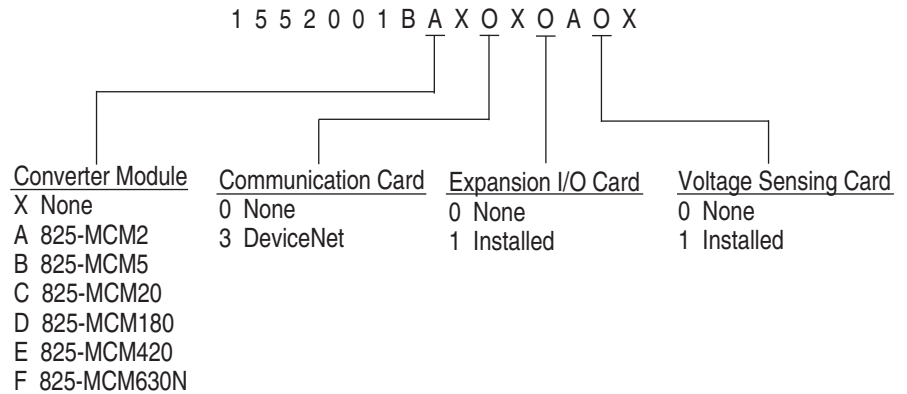 1 5 5 2 0 0 1 B A X O X O A O X
Converter Module
X None
A 825-MCM2
B 825-MCM5
C 825-MCM20
D 825-MCM180
E 825-MCM420
F 825-MCM630N
Communication Card
0 None
3 DeviceNet
Expansion I/O Card
0 None
1 Installed
Voltage Sensing Card
0 None
1 Installed